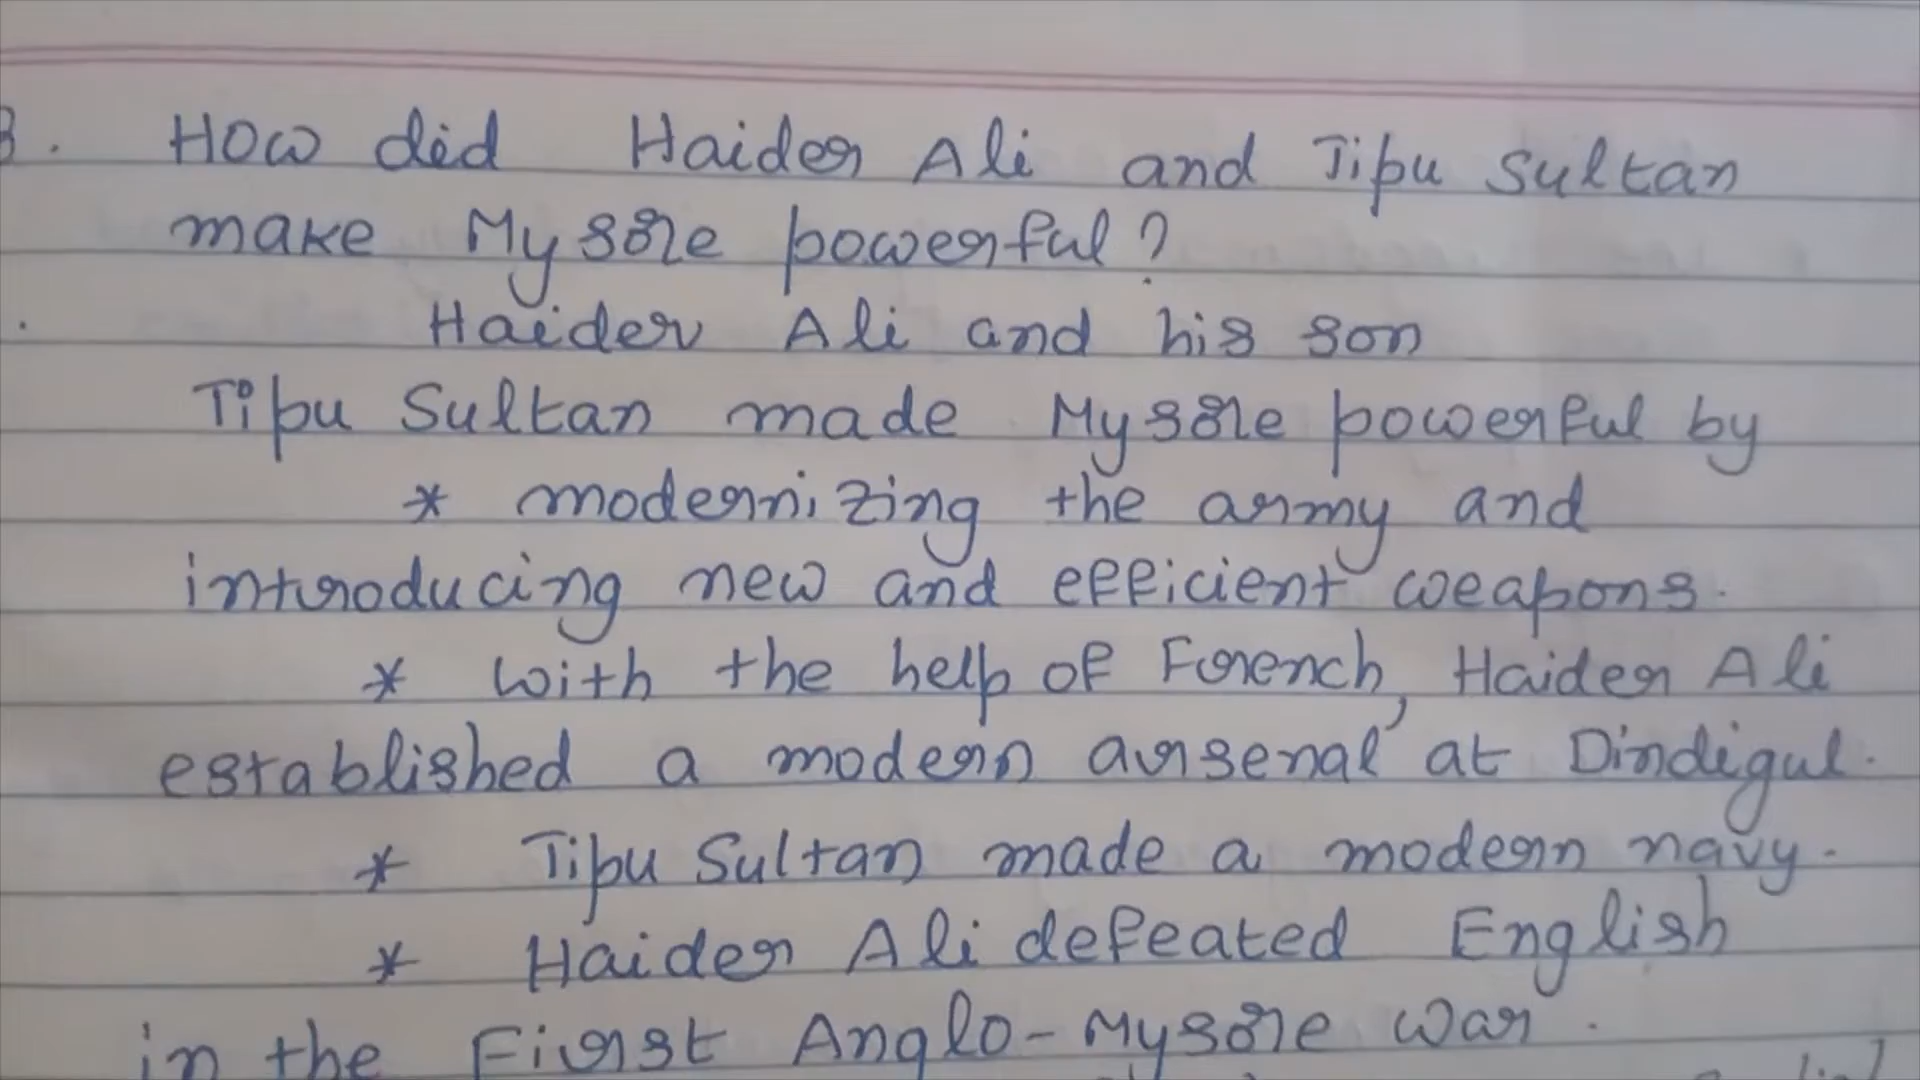 3. How did Haider Ali and Tipu Sultan
make Mysore powerful?
Haider Ali and his son
Tipu Sultan made Mysore powerful by
* modernizing the army and
introducing new and efficient weapons.
* with the help of French, Haider Ali
established a modern arsenal at Dindigul.
* Tipu Sultan made a modern navy.
* Haider Ali defeated English
in the First Anglo-Mysore war.